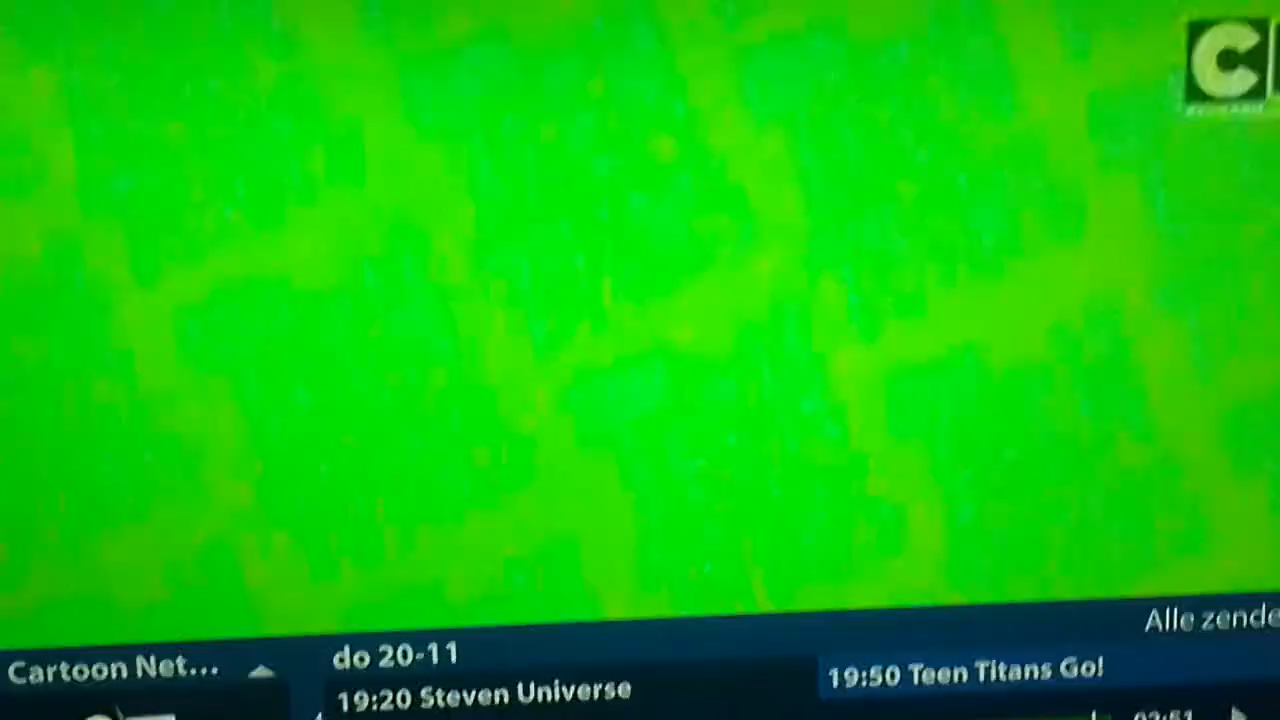 C
Alle zende
Cartoon Net...
do 20-11
19:20 Steven Universe
19:50 Teen Titans Go!